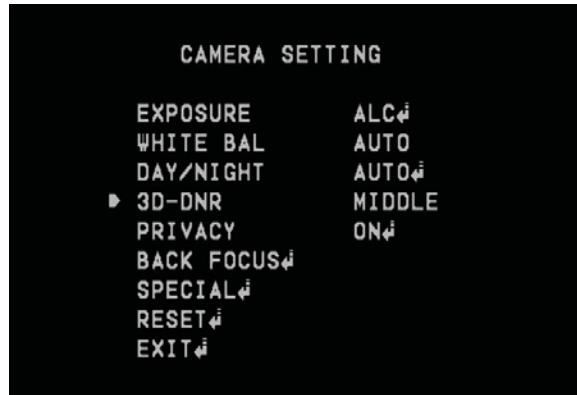 CAMERA SETTING
EXPOSURE ALC↲
WHITE BAL AUTO
DAY/NIGHT AUTO↲
3D-DNR MIDDLE
PRIVACY ON↲
BACK FOCUS↲
SPECIAL↲
RESET↲
EXIT↲